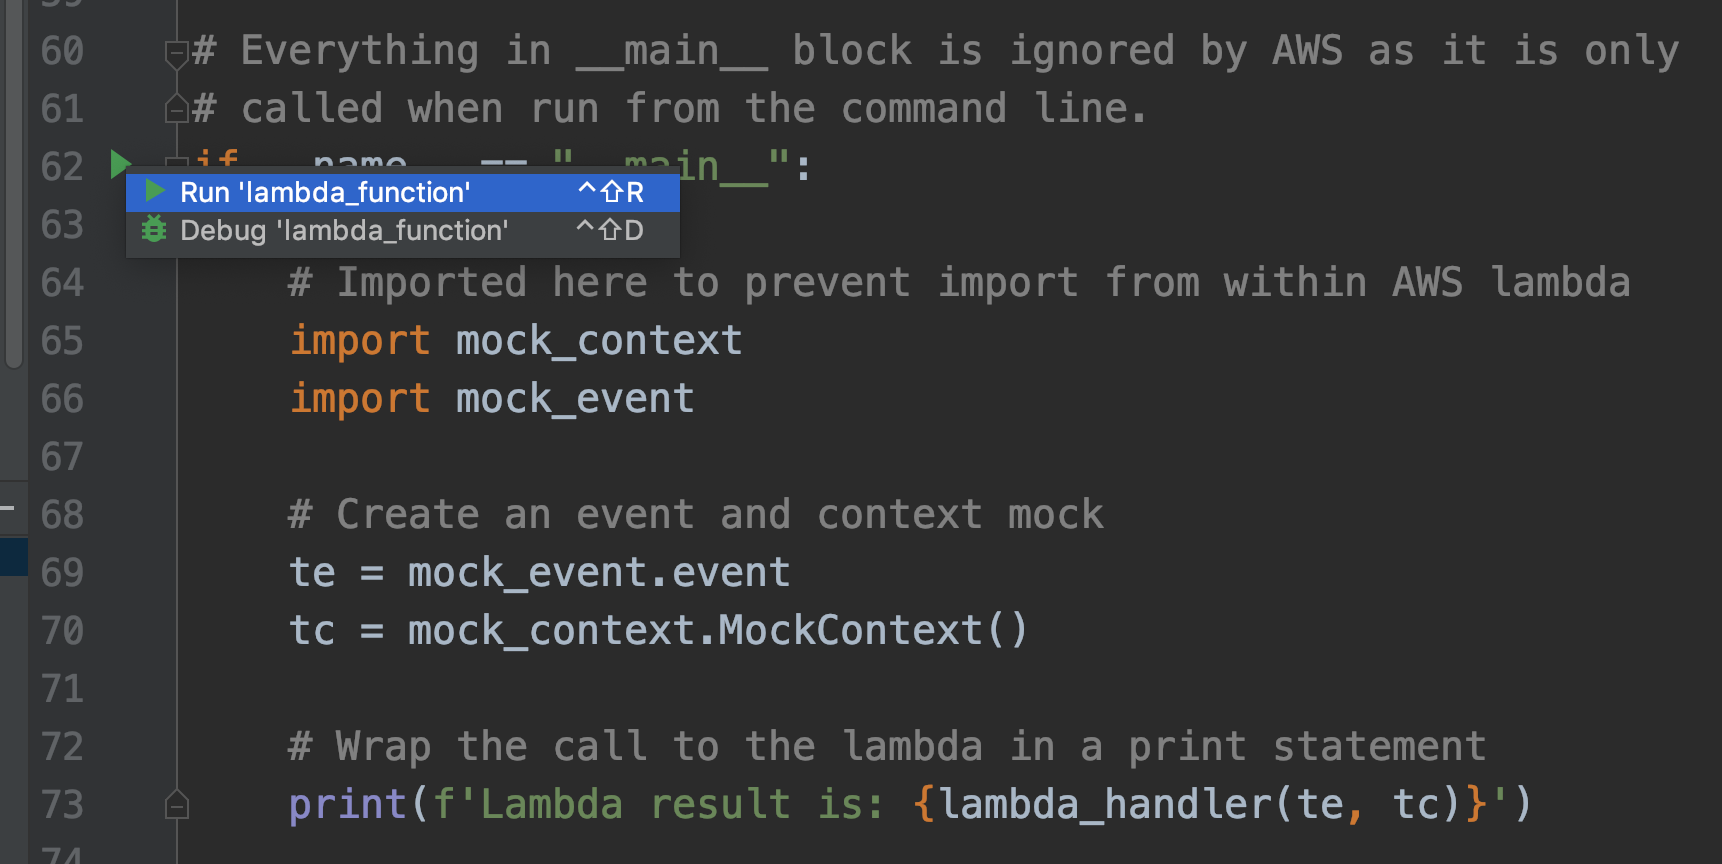 60 # Everything in __main__ block is ignored by AWS as it is only
61 # called when run from the command line.
62 if __name__ == "__main__":
Run 'lambda_function' ^⇧R
63
Debug 'lambda_function' ^⇧D
64 # Imported here to prevent import from within AWS lambda
65 import mock_context
66 import mock_event
67
68 # Create an event and context mock
69 te = mock_event.event
70 tc = mock_context.MockContext()
71
72 # Wrap the call to the lambda in a print statement
73 print(f'Lambda result is: {lambda_handler(te, tc)}')
74